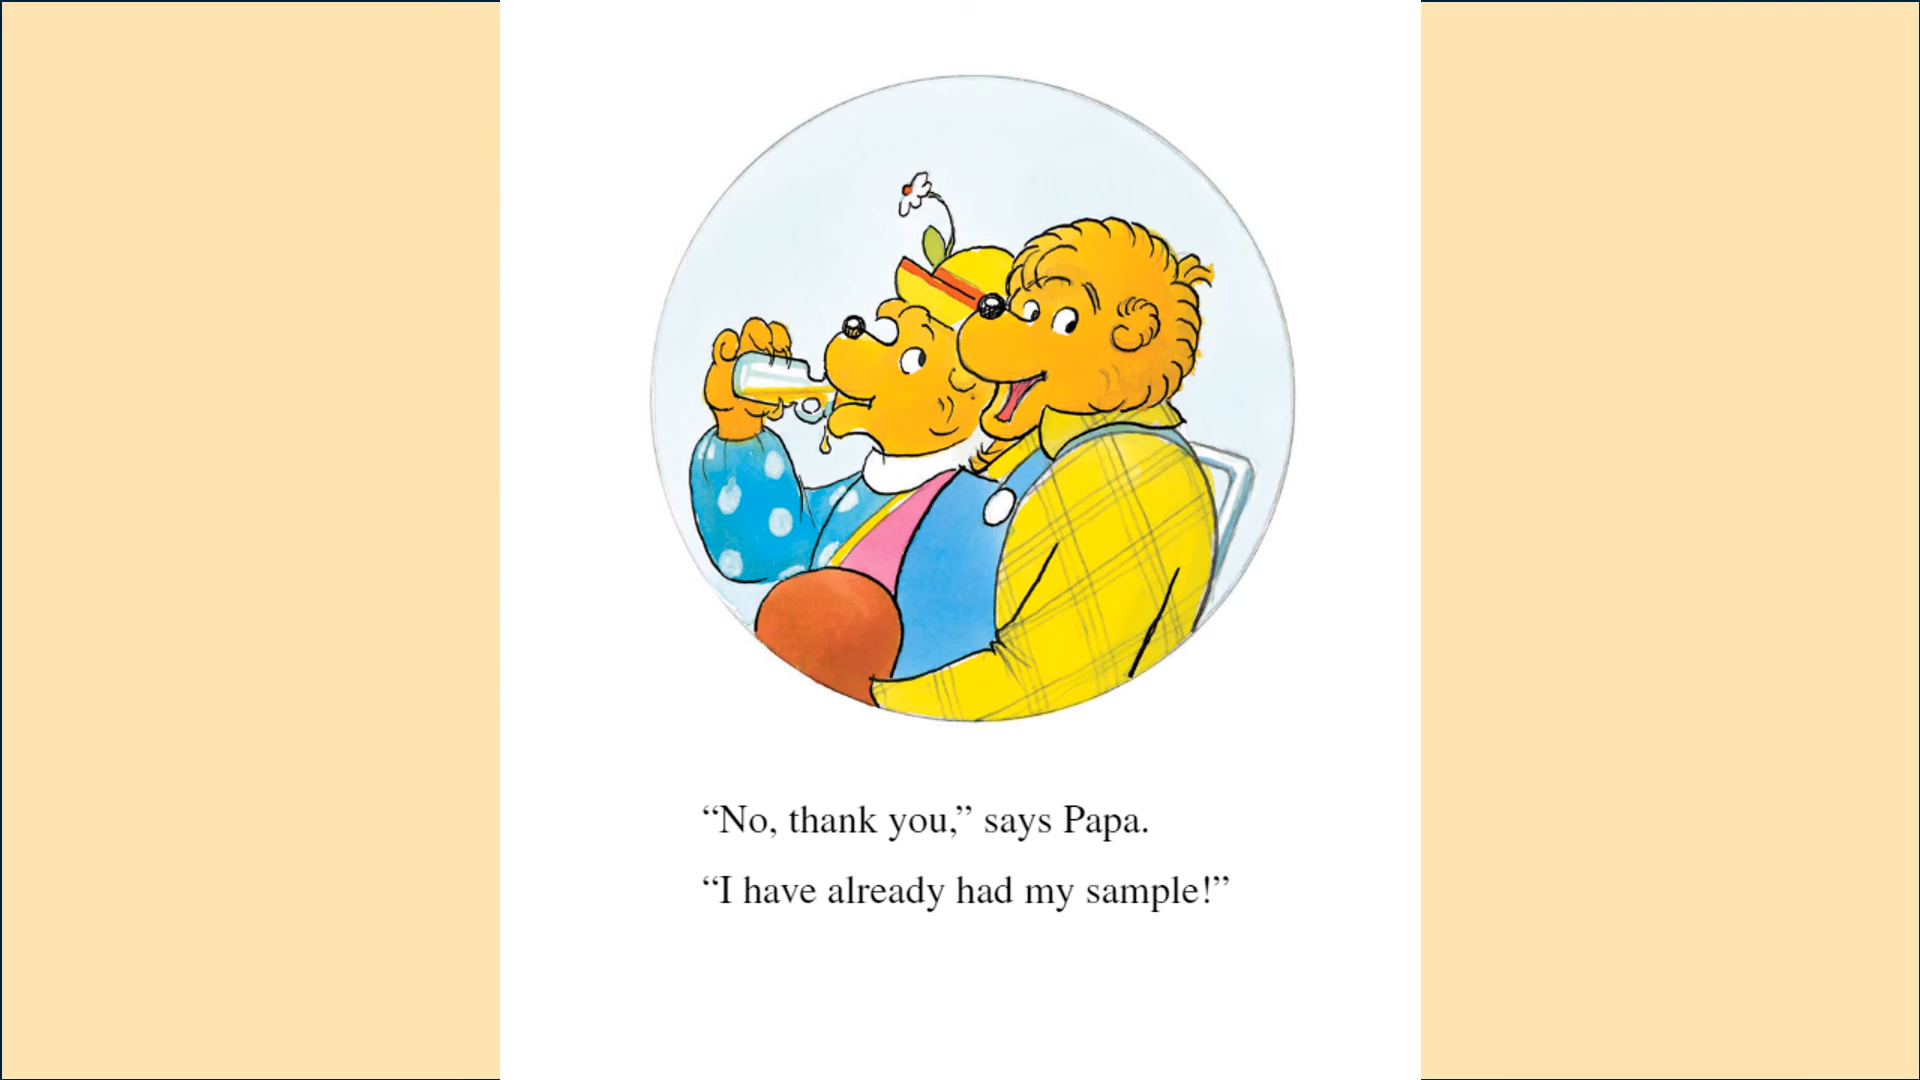 “No, thank you,” says Papa.
“I have already had my sample!”